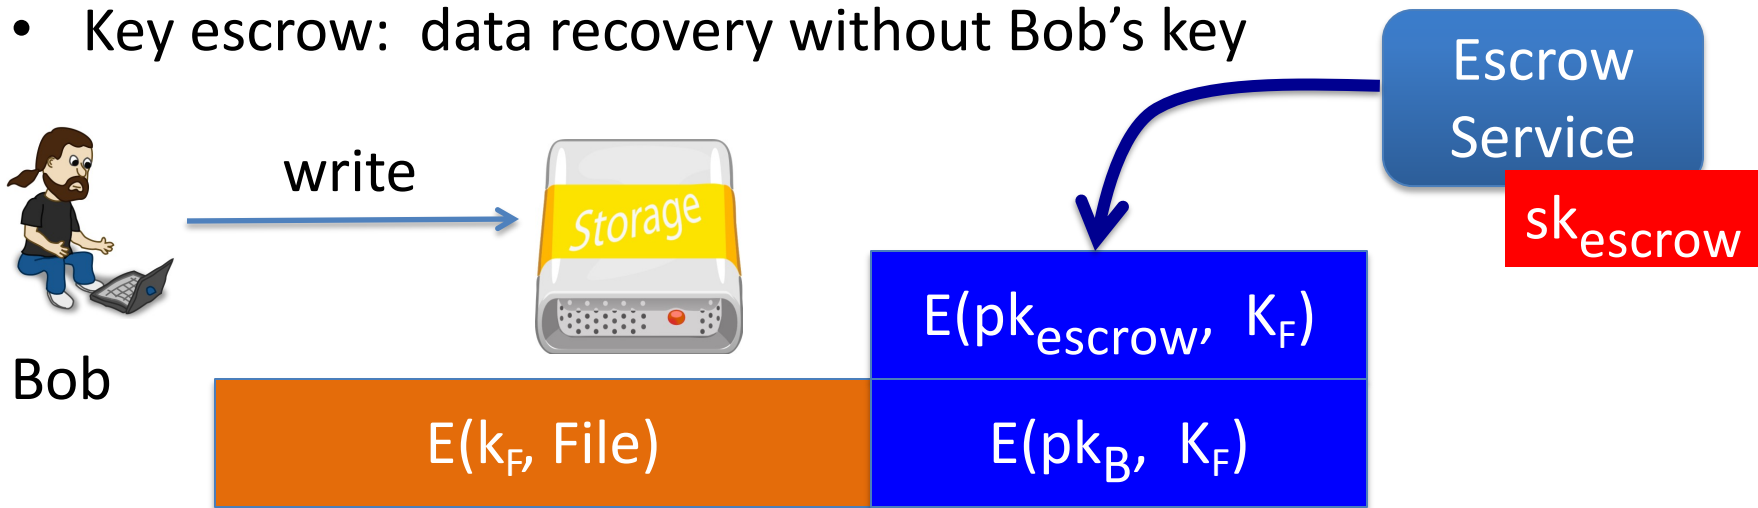 • Key escrow: data recovery without Bob’s key
Escrow
Service
write
Storage
sk_escrow
E(pk_escrow, K_F)
Bob
E(k_F, File)
E(pk_B, K_F)